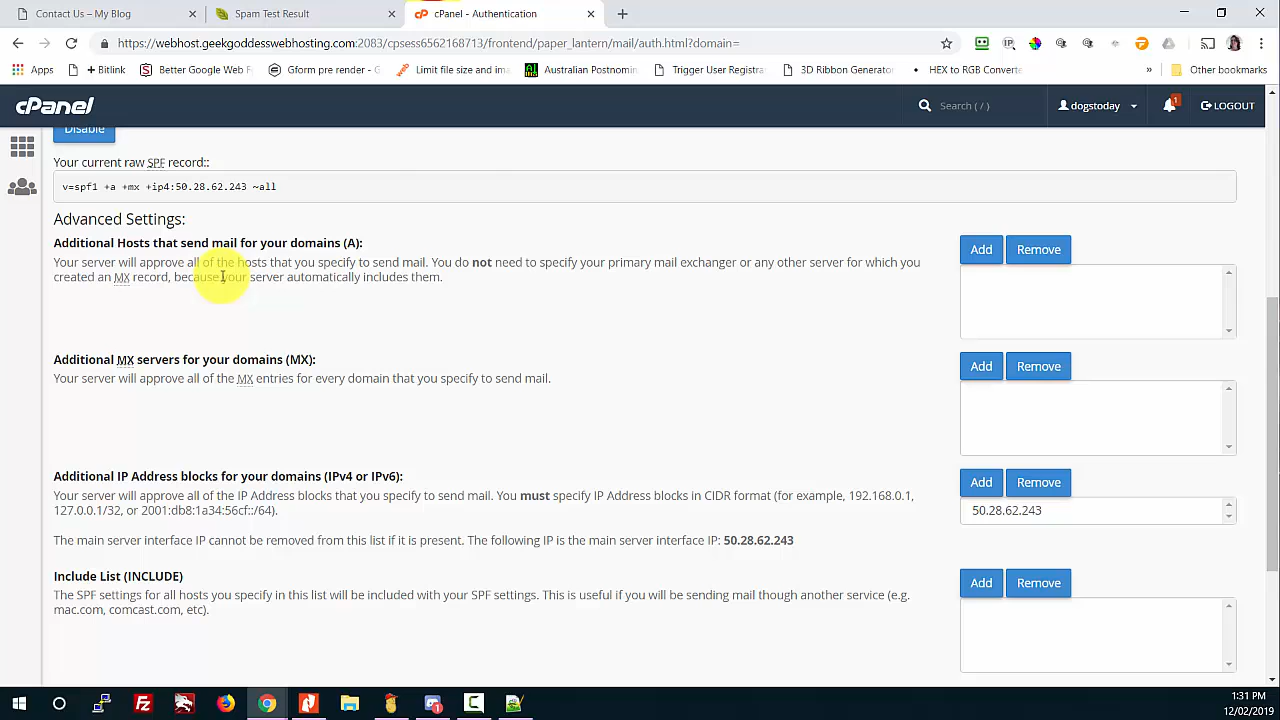 Contact Us – My Blog
Spam Test Result
cPanel - Authentication
https://webhost.geekgoddesswebhosting.com:2083/cpsess6562168713/frontend/paper_lantern/mail/auth.html?domain=
Apps
+ Bitlink
Better Google Web F
Gform pre render - G
Limit file size and ima
Australian Postnomin
Trigger User Registra
3D Ribbon Generator
HEX to RGB Converte
»
Other bookmarks
cPanel
Search ( / )
dogstoday
1
LOGOUT
Disable
Your current raw SPF record::
v=spf1 +a +mx +ip4:50.28.62.243 ~all
Advanced Settings:
Additional Hosts that send mail for your domains (A):
Your server will approve all of the hosts that you specify to send mail. You do not need to specify your primary mail exchanger or any other server for which you
created an MX record, because your server automatically includes them.
Add
Remove
Additional MX servers for your domains (MX):
Your server will approve all of the MX entries for every domain that you specify to send mail.
Add
Remove
Additional IP Address blocks for your domains (IPv4 or IPv6):
Your server will approve all of the IP Address blocks that you specify to send mail. You must specify IP Address blocks in CIDR format (for example, 192.168.0.1,
127.0.0.1/32, or 2001:db8:1a34:56cf::/64).
The main server interface IP cannot be removed from this list if it is present. The following IP is the main server interface IP: 50.28.62.243
Add
Remove
50.28.62.243
Include List (INCLUDE)
The SPF settings for all hosts you specify in this list will be included with your SPF settings. This is useful if you will be sending mail though another service (e.g.
mac.com, comcast.com, etc).
Add
Remove
1:31 PM
12/02/2019